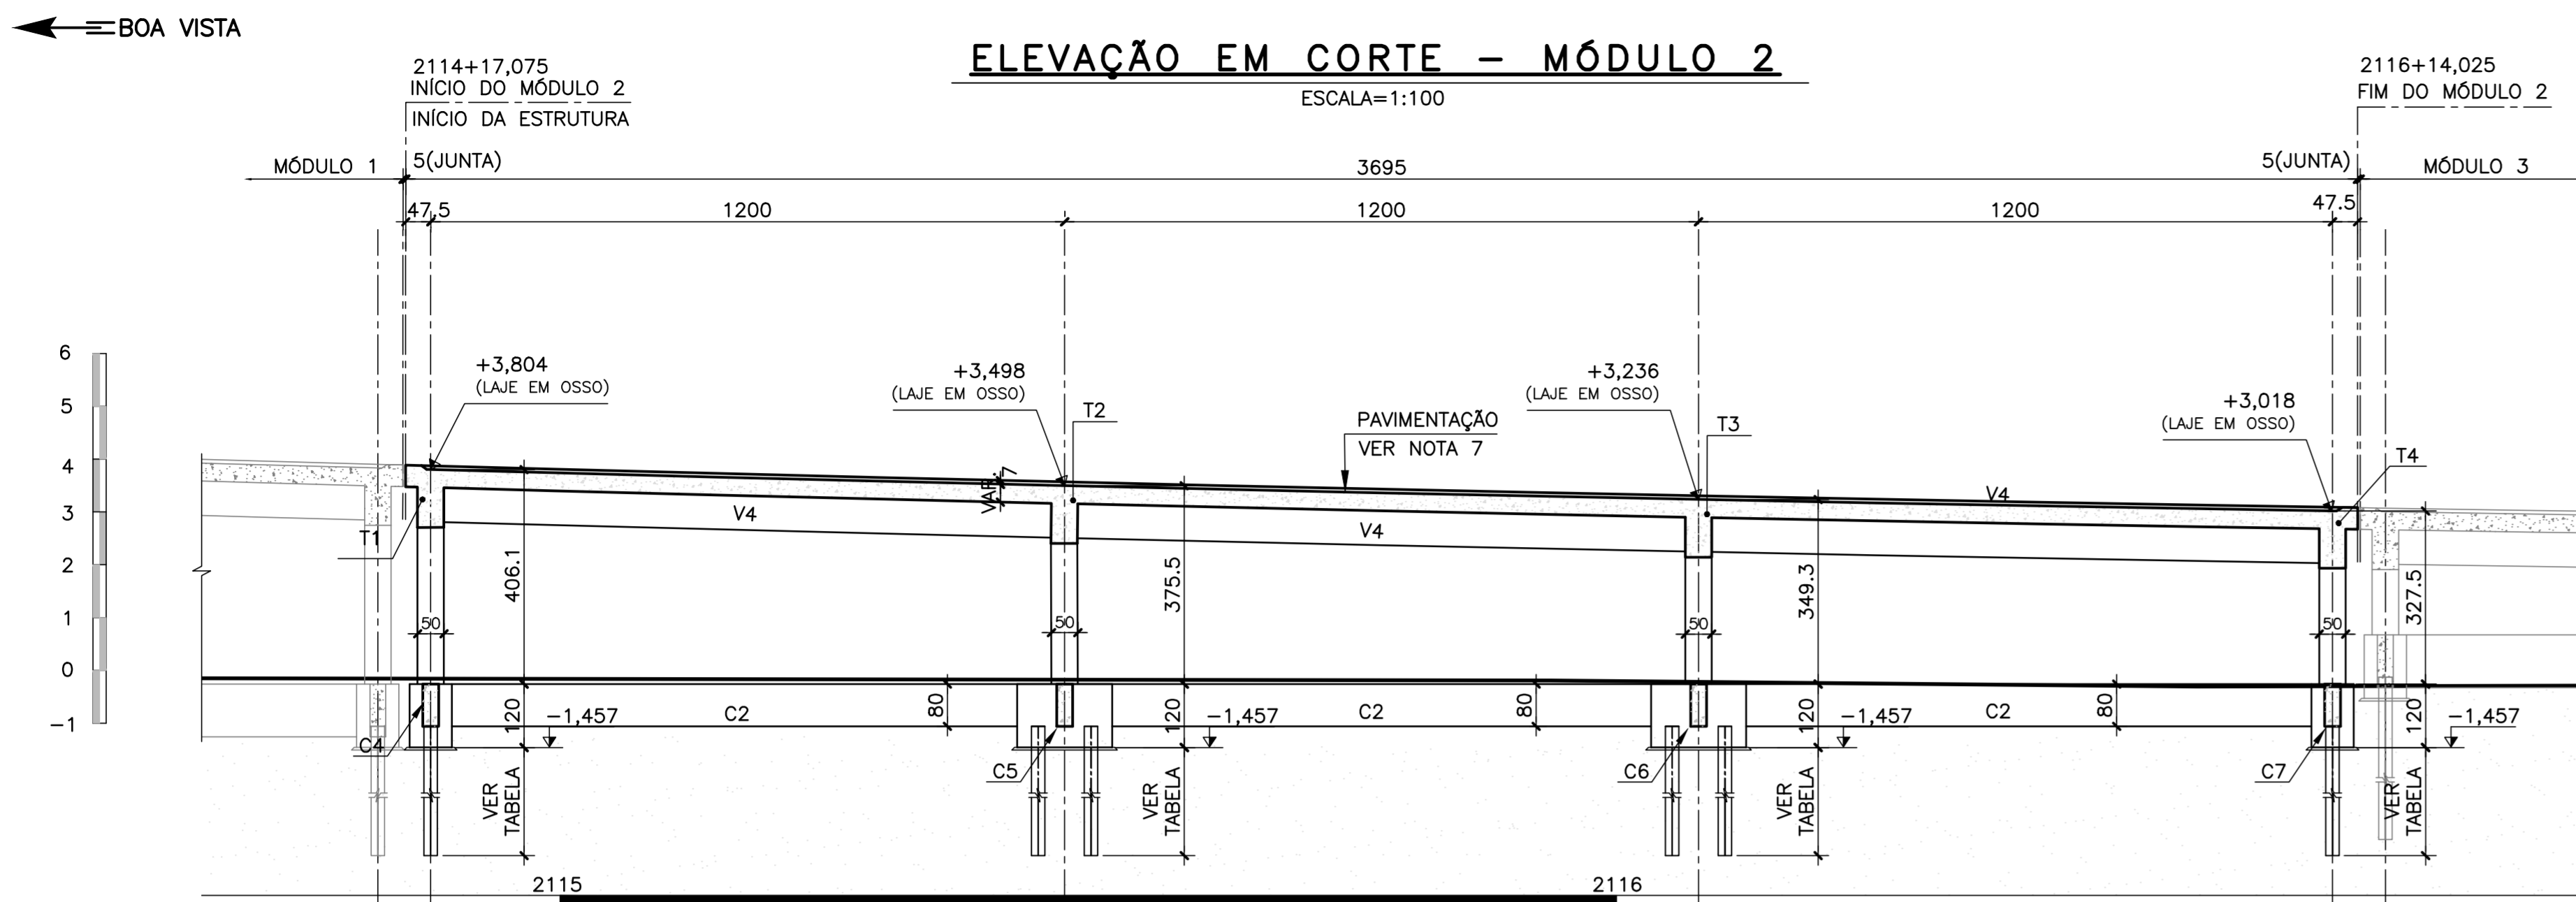 BOA VISTA
ELEVAÇÃO EM CORTE – MÓDULO 2
ESCALA=1:100
2114+17,075
INÍCIO DO MÓDULO 2
INÍCIO DA ESTRUTURA
2116+14,025
FIM DO MÓDULO 2
MÓDULO 1
5(JUNTA)
3695
5(JUNTA)
MÓDULO 3
47.5
1200
1200
1200
47.5
6
5
4
3
2
1
0
−1
+3,804
(LAJE EM OSSO)
+3,498
(LAJE EM OSSO)
T2
PAVIMENTAÇÃO
VER NOTA 7
+3,236
(LAJE EM OSSO)
T3
+3,018
(LAJE EM OSSO)
T4
T1
V4
VAR.
7
V4
V4
406.1
375.5
349.3
327.5
50
50
50
50
C4
120
−1,457
C2
80
C5
120
−1,457
C2
80
C6
120
−1,457
C2
80
C7
120
−1,457
VER
TABELA
VER
TABELA
VER
TABELA
VER
TABELA
2115
2116